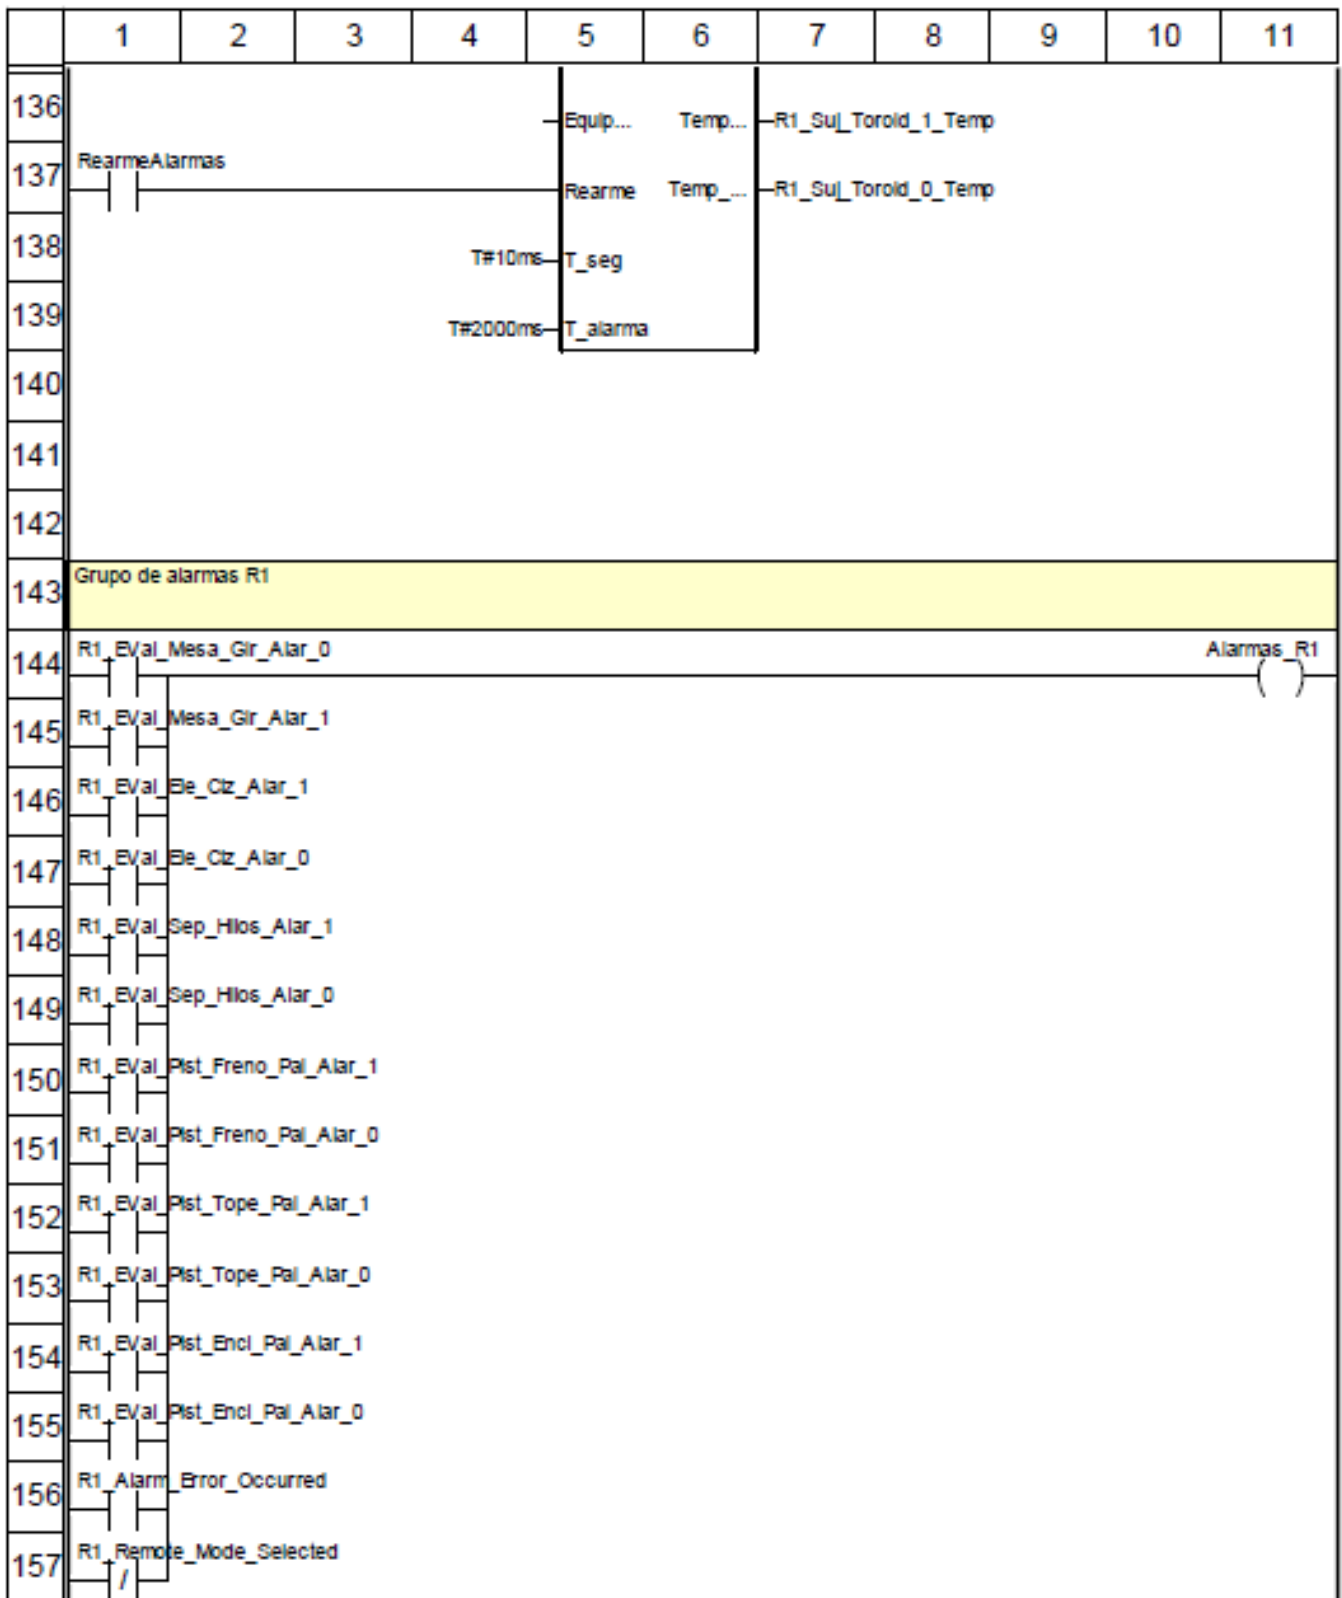 1 2 3 4 5 6 7 8 9 10 11
136 Equip... Temp... R1_Suj_Toroid_1_Temp
RearmeAlarmas
137 Rearme Temp_... R1_Suj_Toroid_0_Temp
138 T#10ms T_seg
139 T#2000ms T_alarma
140
141
142
143 Grupo de alarmas R1
144 R1_EVal_Mesa_Gir_Alar_0 Alarmas_R1
145 R1_EVal_Mesa_Gir_Alar_1
146 R1_EVal_Ele_Clz_Alar_1
147 R1_EVal_Ele_Clz_Alar_0
148 R1_EVal_Sep_Hilos_Alar_1
149 R1_EVal_Sep_Hilos_Alar_0
150 R1_EVal_Pist_Freno_Pal_Alar_1
151 R1_EVal_Pist_Freno_Pal_Alar_0
152 R1_EVal_Pist_Tope_Pal_Alar_1
153 R1_EVal_Pist_Tope_Pal_Alar_0
154 R1_EVal_Pist_Encl_Pal_Alar_1
155 R1_EVal_Pist_Encl_Pal_Alar_0
156 R1_Alarm_Error_Occurred
157 R1_Remote_Mode_Selected
/